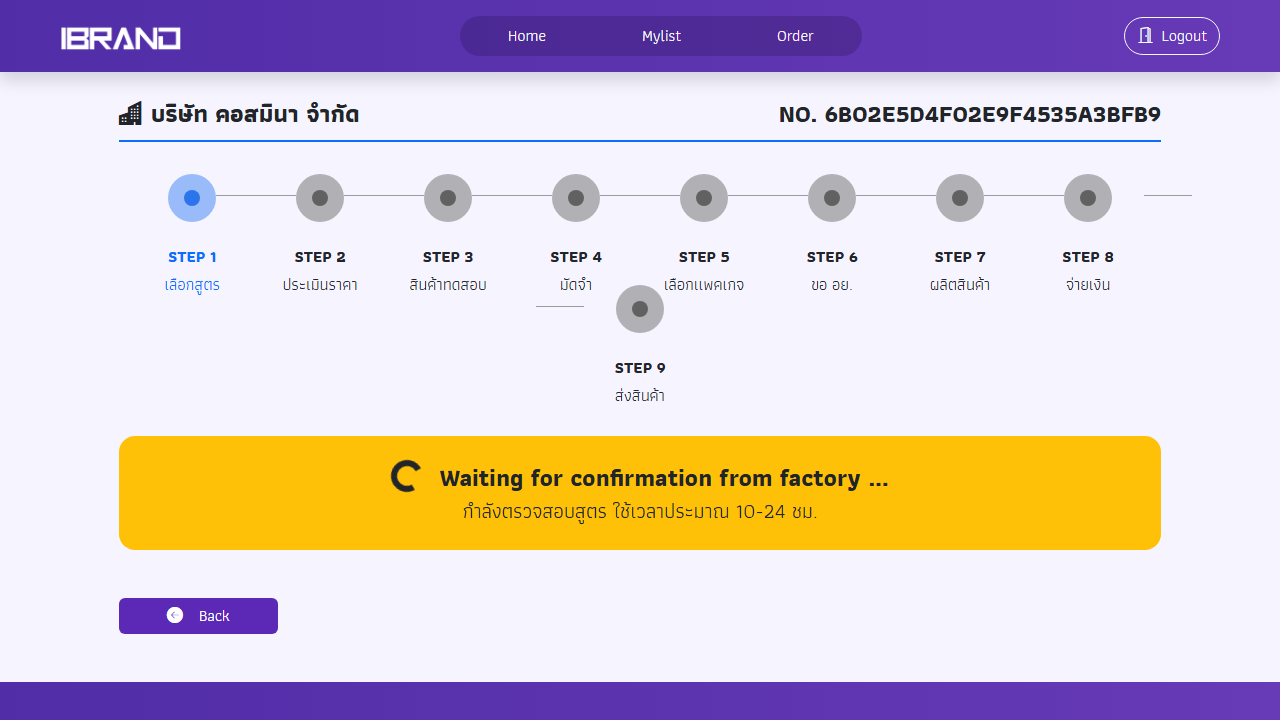 IBRAND
Home
Mylist
Order
Logout
บริษัท คอสมินา จำกัด
NO. 6B02E5D4F02E9F4535A3BFB9
STEP 1
เลือกสูตร
STEP 2
ประเมินราคา
STEP 3
สินค้าทดสอบ
STEP 4
มัดจำ
STEP 5
เลือกแพคเกจ
STEP 6
ขอ อย.
STEP 7
ผลิตสินค้า
STEP 8
จ่ายเงิน
STEP 9
ส่งสินค้า
Waiting for confirmation from factory ...
กำลังตรวจสอบสูตร ใช้เวลาประมาณ 10-24 ชม.
Back